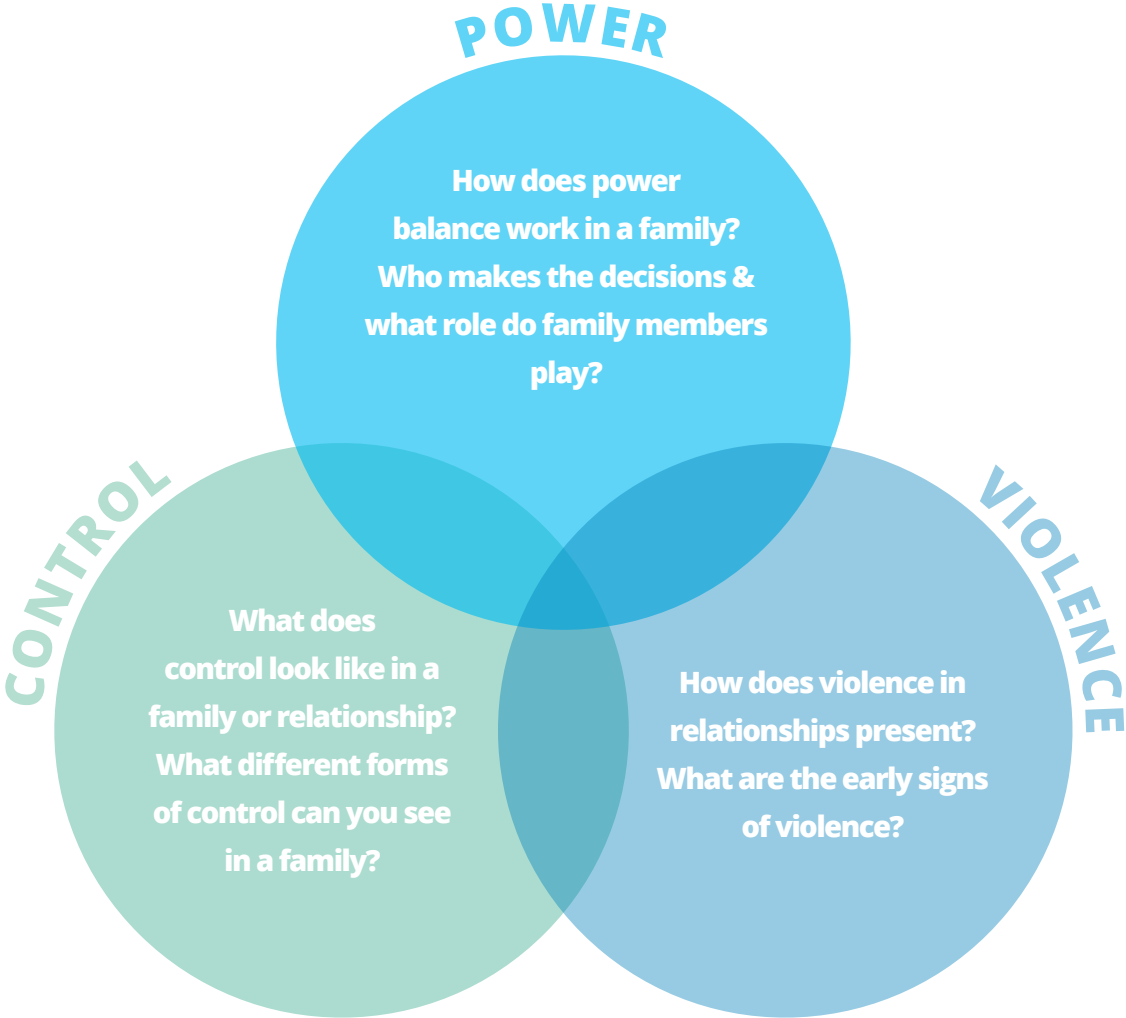 POWER
How does power
balance work in a family?
Who makes the decisions &
what role do family members
play?
CONTROL
What does
control look like in a
family or relationship?
What different forms
of control can you see
in a family?
VIOLENCE
How does violence in
relationships present?
What are the early signs
of violence?